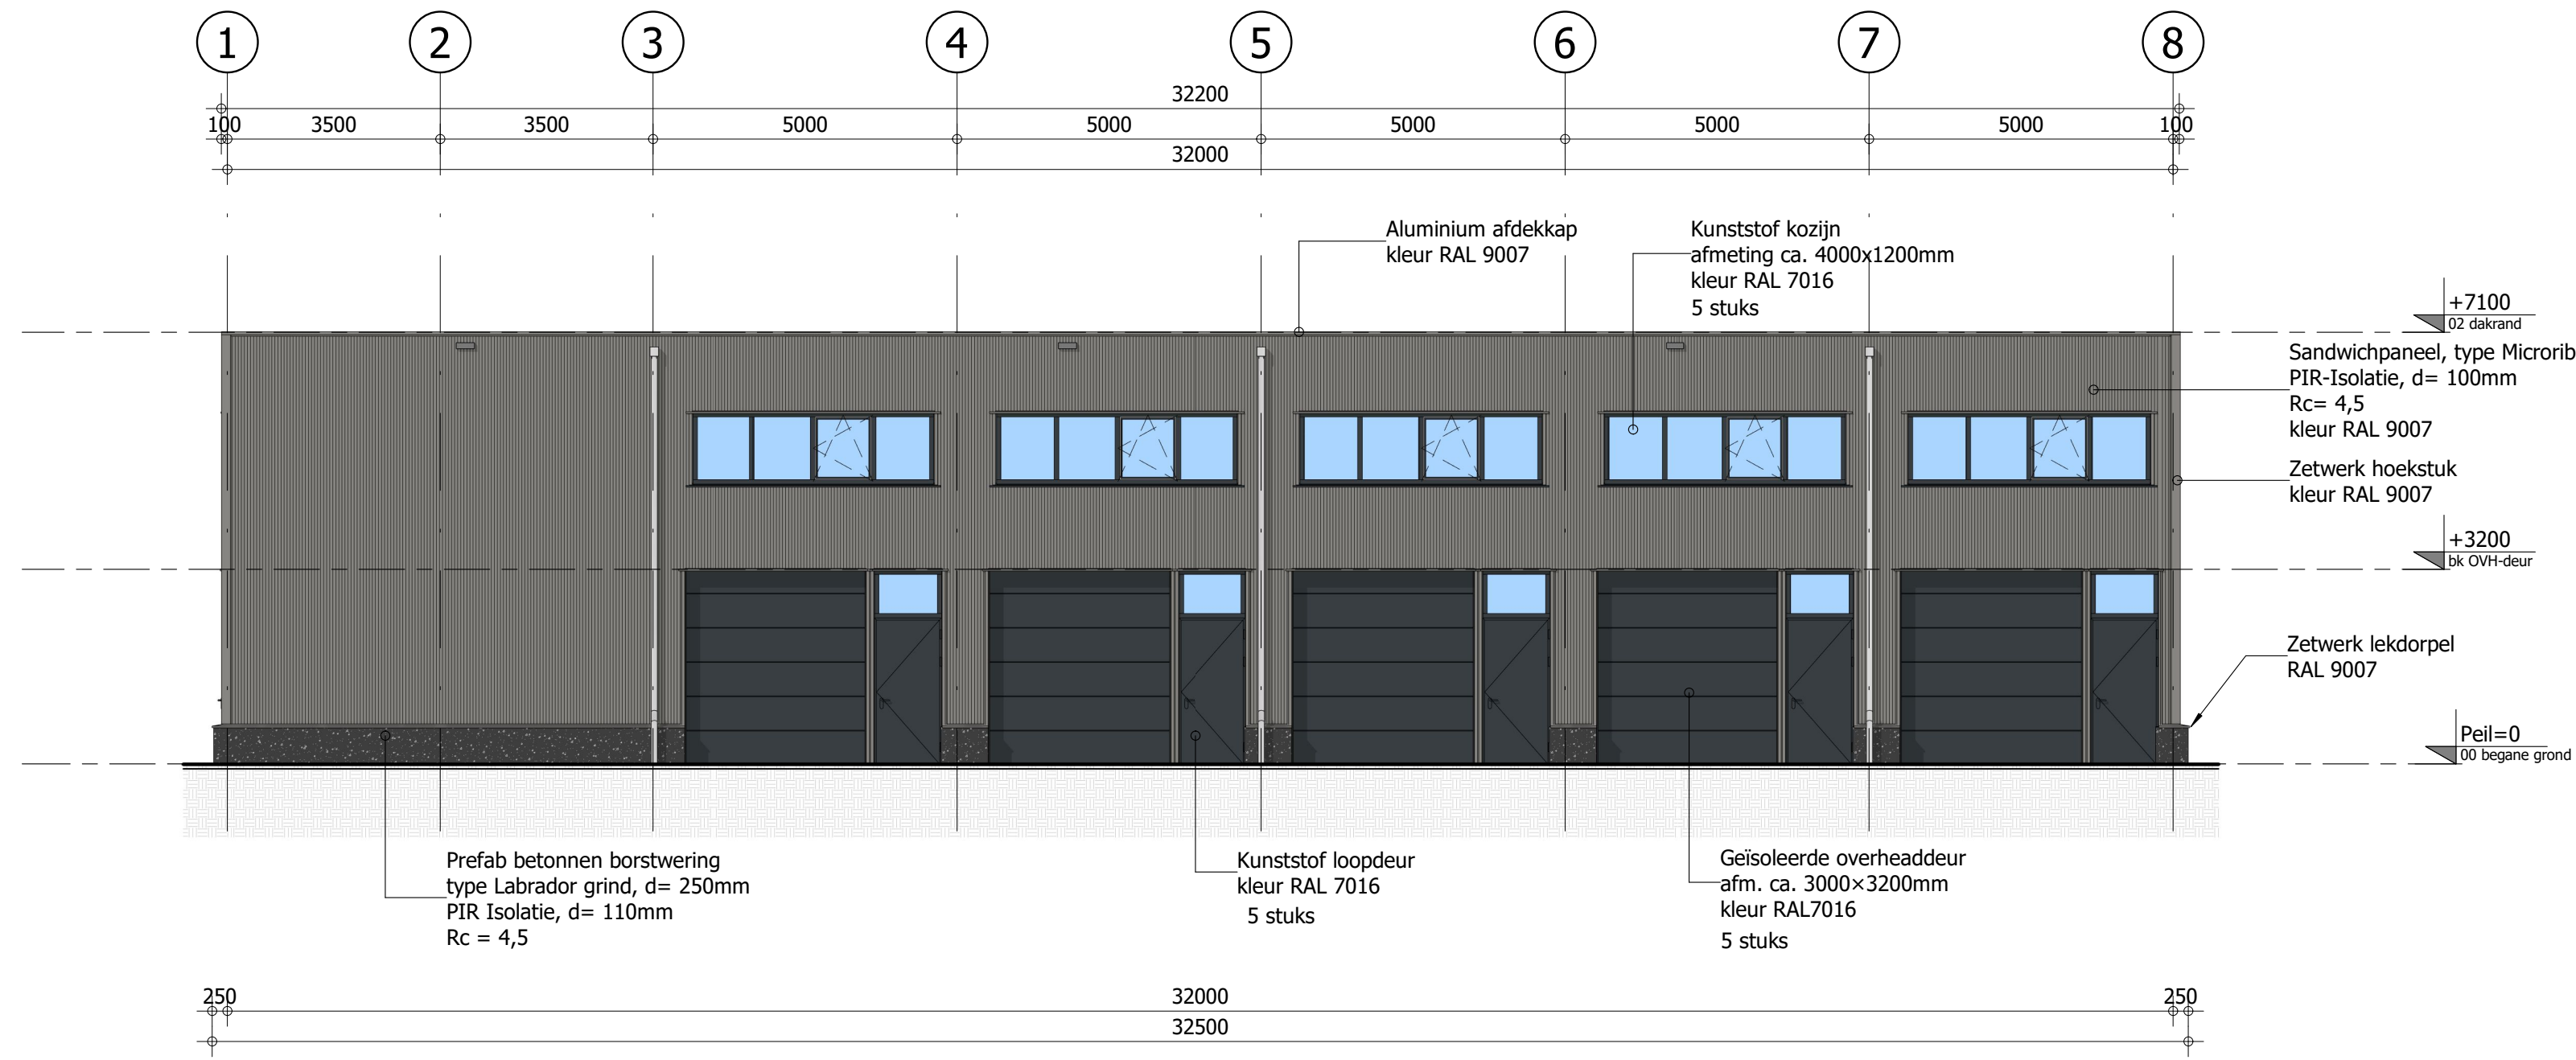 1 2 3 4 5 6 7 8
32200
100 3500 3500 5000 5000 5000 5000 5000 100
32000
Aluminium afdekkap
kleur RAL 9007
Kunststof kozijn
afmeting ca. 4000x1200mm
kleur RAL 7016
5 stuks
+7100
02 dakrand
Sandwichpaneel, type Microrib
PIR-Isolatie, d= 100mm
Rc= 4,5
kleur RAL 9007
Zetwerk hoekstuk
kleur RAL 9007
+3200
bk OVH-deur
Zetwerk lekdorpel
RAL 9007
Peil=0
00 begane grond
Prefab betonnen borstwering
type Labrador grind, d= 250mm
PIR Isolatie, d= 110mm
Rc = 4,5
Kunststof loopdeur
kleur RAL 7016
5 stuks
Geïsoleerde overheaddeur
afm. ca. 3000×3200mm
kleur RAL7016
5 stuks
250 32000 250
32500